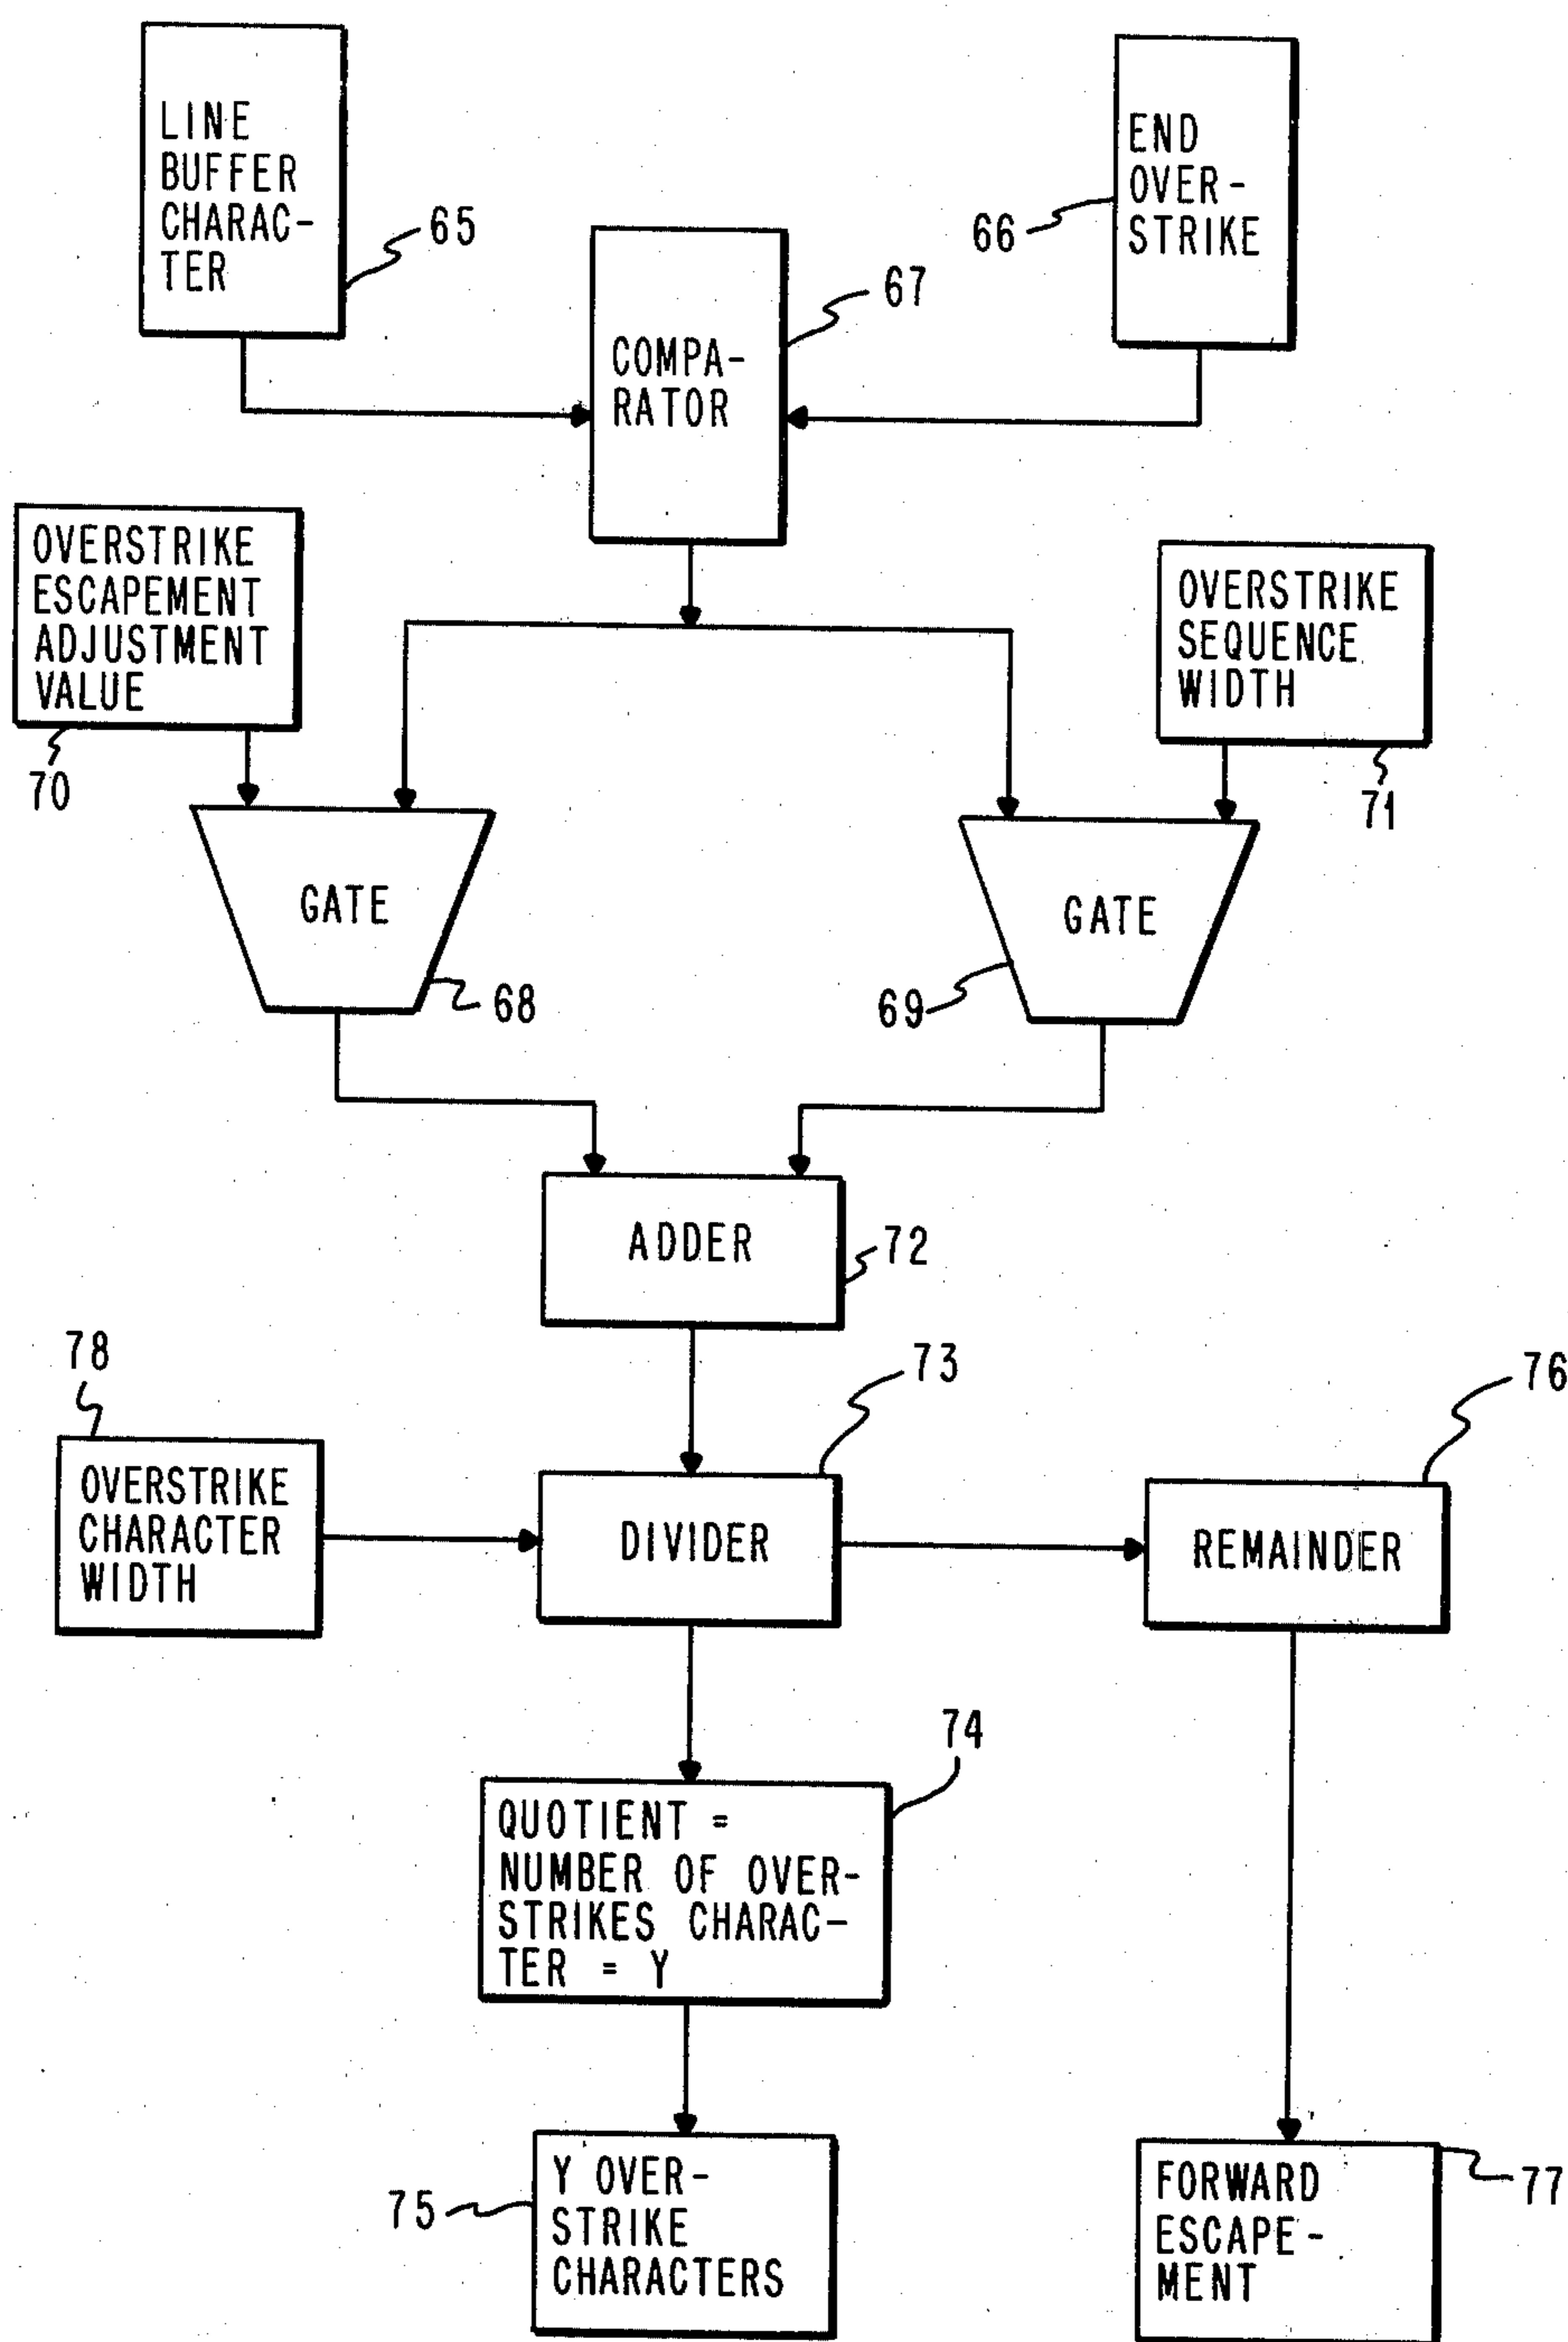 LINE
BUFFER
CHARAC-
TER
65
END
OVER-
STRIKE
66
COMPA-
RATOR
67
OVERSTRIKE
ESCAPEMENT
ADJUSTMENT
VALUE
70
OVERSTRIKE
SEQUENCE
WIDTH
71
GATE
68
GATE
69
ADDER
72
78
OVERSTRIKE
CHARACTER
WIDTH
DIVIDER
73
REMAINDER
76
QUOTIENT =
NUMBER OF OVER-
STRIKES CHARAC-
TER = Y
74
Y OVER-
STRIKE
CHARACTERS
75
FORWARD
ESCAPE-
MENT
77